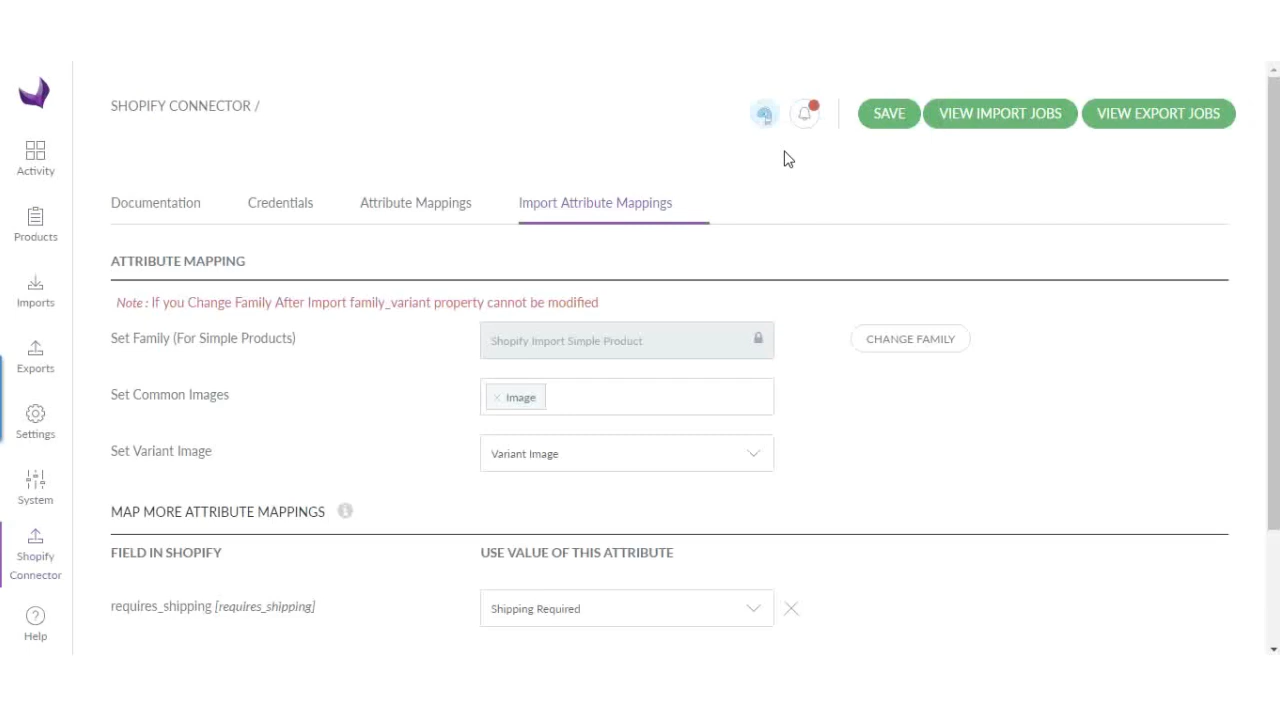 SHOPIFY CONNECTOR /
SAVE
VIEW IMPORT JOBS
VIEW EXPORT JOBS
Activity
Products
Imports
Exports
Settings
System
Shopify
Connector
Help
Documentation
Credentials
Attribute Mappings
Import Attribute Mappings
ATTRIBUTE MAPPING
Note : If you Change Family After Import family_variant property cannot be modified
Set Family (For Simple Products)
Shopify Import Simple Product
CHANGE FAMILY
Set Common Images
× Image
Set Variant Image
Variant Image
MAP MORE ATTRIBUTE MAPPINGS
FIELD IN SHOPIFY
USE VALUE OF THIS ATTRIBUTE
requires_shipping [requires_shipping]
Shipping Required